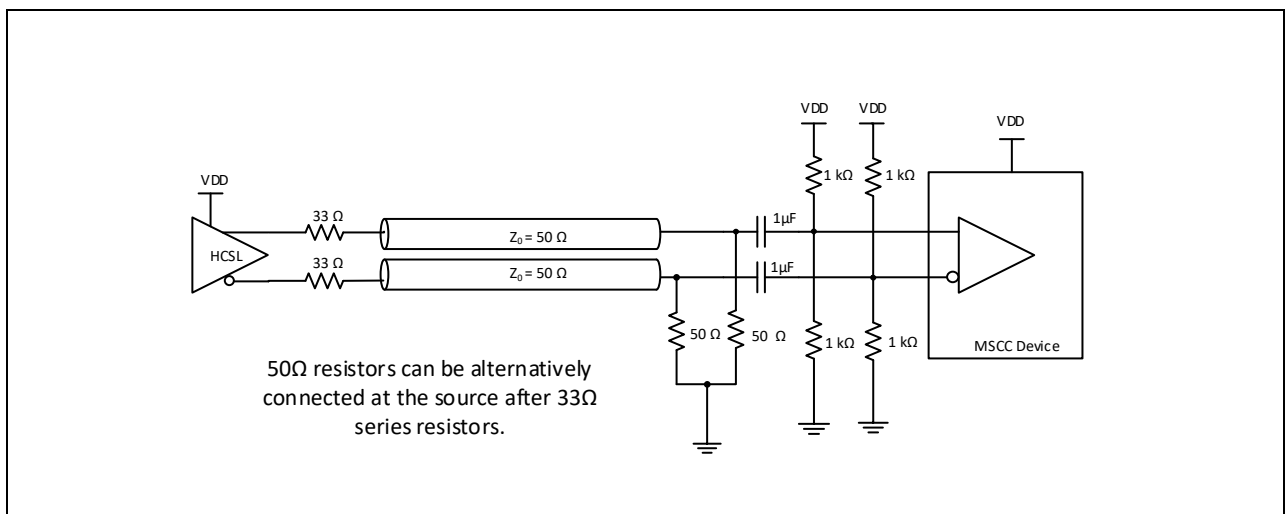 VDD
VDD
VDD
VDD
1 kΩ
1 kΩ
33 Ω
1µF
Z₀ = 50 Ω
HCSL
33 Ω
1µF
Z₀ = 50 Ω
50 Ω
50 Ω
1 kΩ
1 kΩ
MSCC Device
50Ω resistors can be alternatively
connected at the source after 33Ω
series resistors.